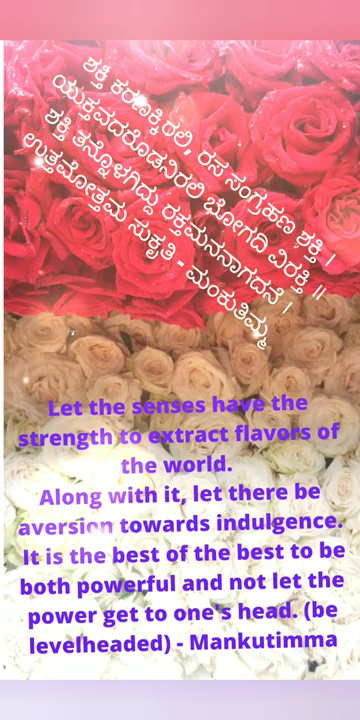 ಶಕ್ತಿ ಕರಣಕ್ಕಿರಲಿ, ರಸ ಸಂಗ್ರಹಣ ಶಕ್ತಿ ।
ಯುಕ್ತವದರೊಡನಿರಲಿ ಬೋಗದಿ ವಿರಕ್ತಿ ॥
ಶಕ್ತಿ ತನ್ನೊಳಗಿದ್ದು ರಕ್ತಮನನಾಗದನೆ ।
ಉತ್ತಮೋತ್ತಮ ಸುಕೃತಿ - ಮಂಕುತಿಮ್ಮ
Let the senses have the
strength to extract flavors of
the world.
Along with it, let there be
aversion towards indulgence.
It is the best of the best to be
both powerful and not let the
power get to one's head. (be
levelheaded) - Mankutimma